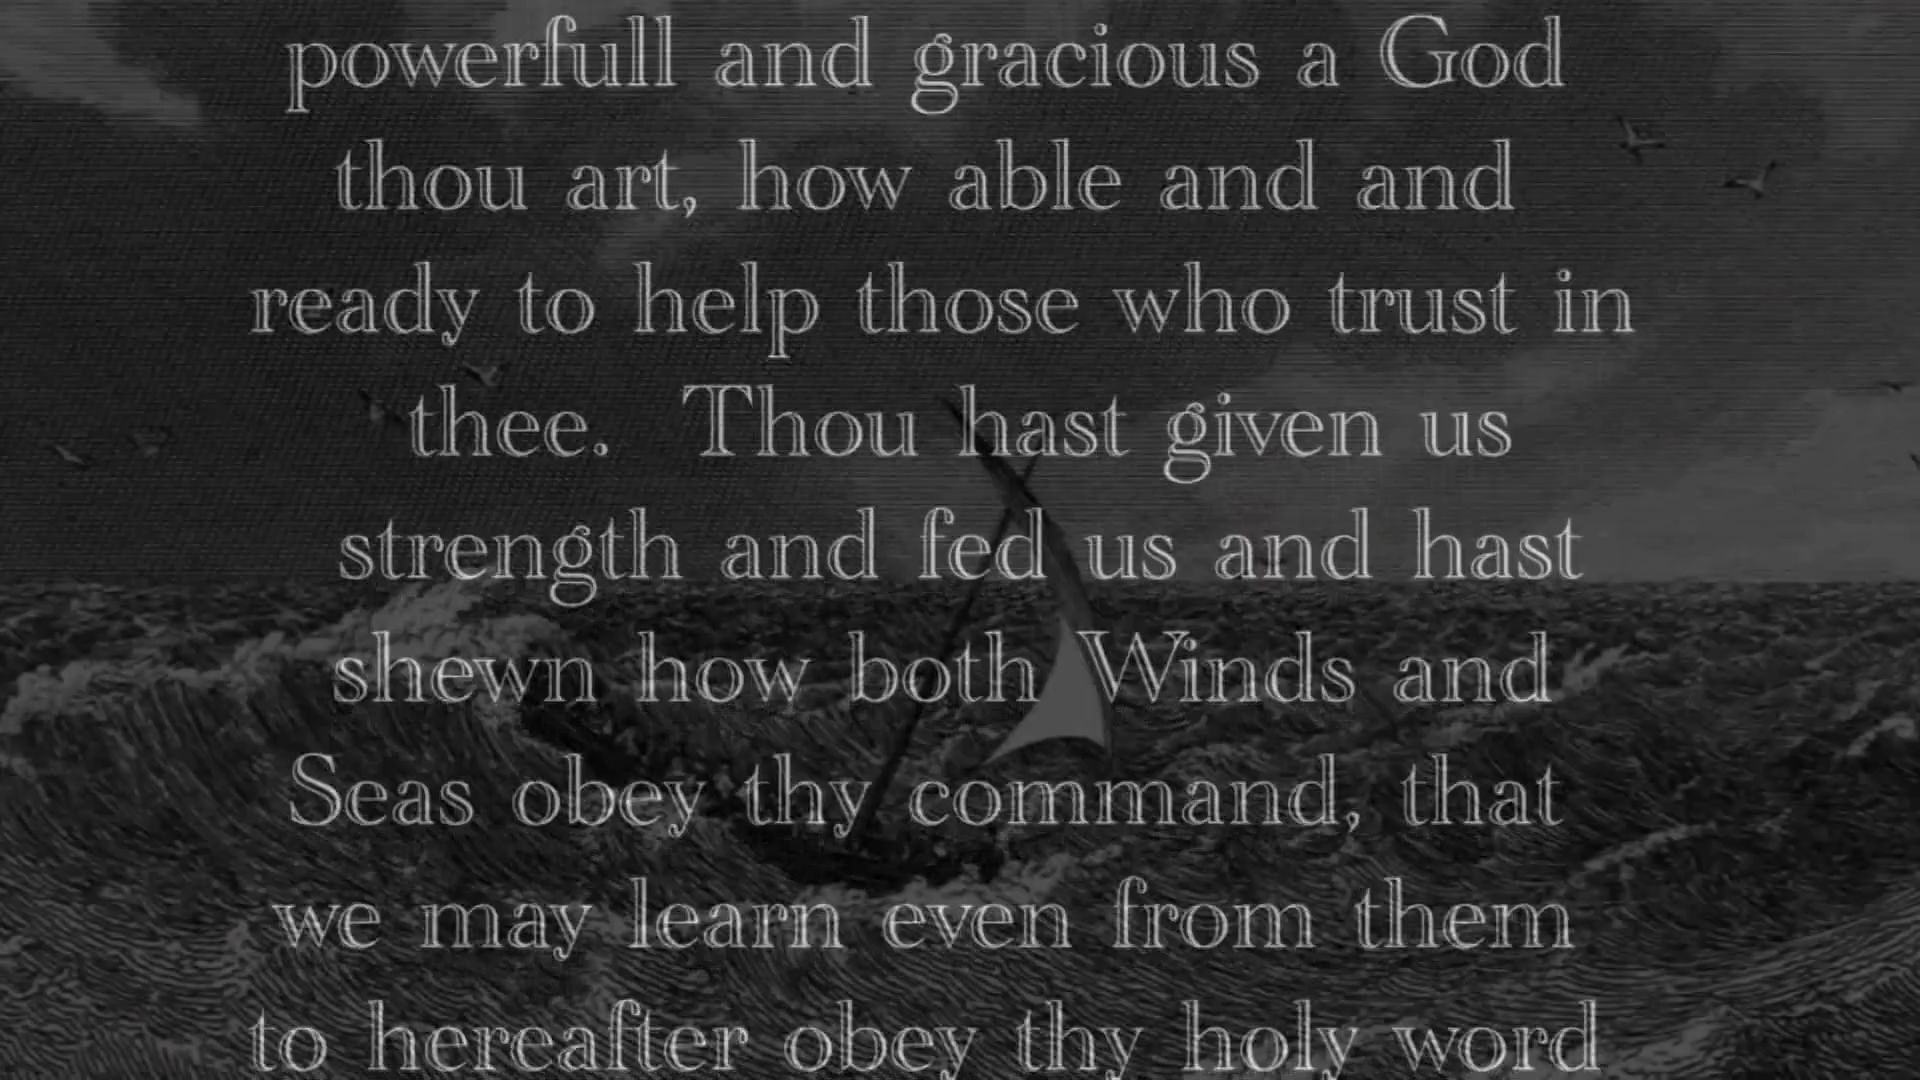 powerfull and gracious a God
thou art, how able and and
ready to help those who trust in
thee. Thou hast given us
strength and fed us and hast
shewn how both Winds and
Seas obey thy command, that
we may learn even from them
to hereafter obey thy holy word